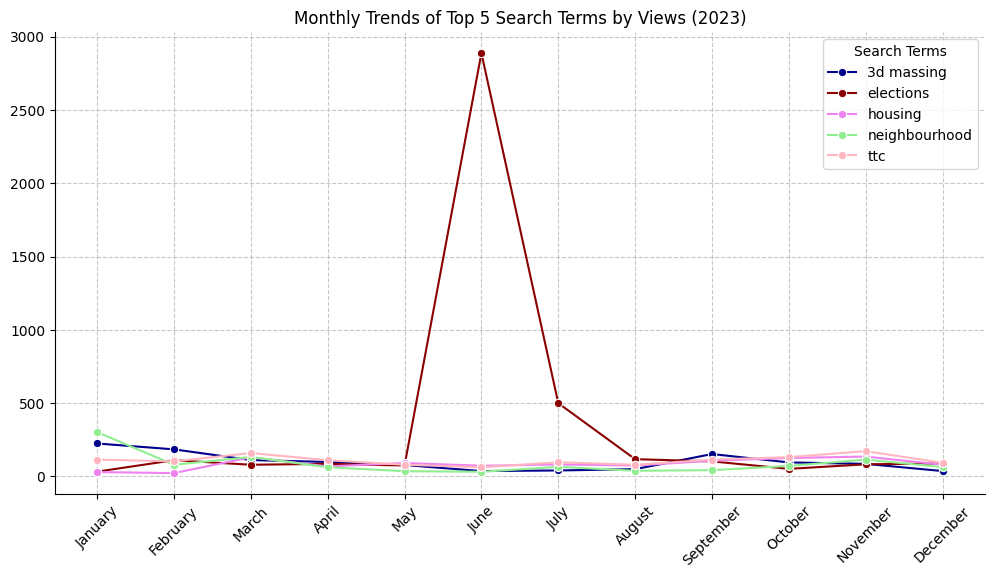 Monthly Trends of Top 5 Search Terms by Views (2023)
3000
2500
2000
1500
1000
500
0
Search Terms
3d massing
elections
housing
neighbourhood
ttc
January
February
March
April
May
June
July
August
September
October
November
December